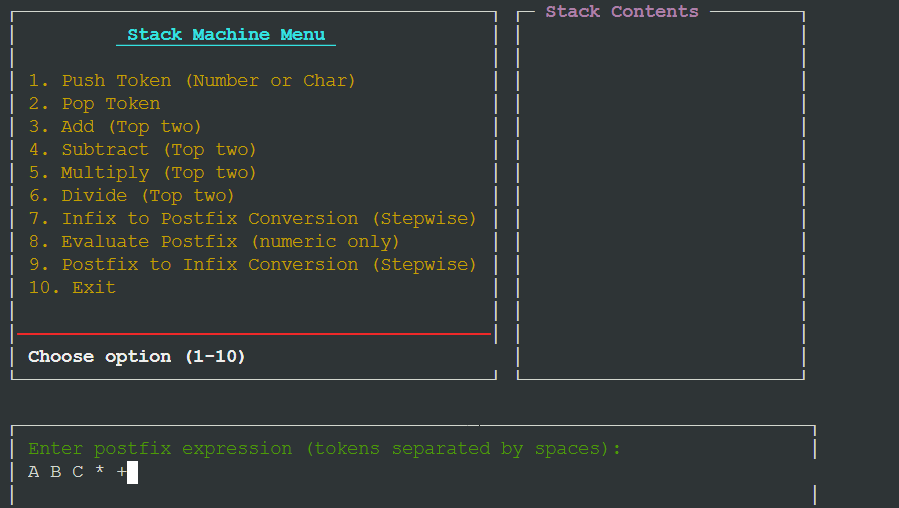 Stack Machine Menu
1. Push Token (Number or Char)
2. Pop Token
3. Add (Top two)
4. Subtract (Top two)
5. Multiply (Top two)
6. Divide (Top two)
7. Infix to Postfix Conversion (Stepwise)
8. Evaluate Postfix (numeric only)
9. Postfix to Infix Conversion (Stepwise)
10. Exit
Choose option (1-10)
Stack Contents
Enter postfix expression (tokens separated by spaces):
A B C * +